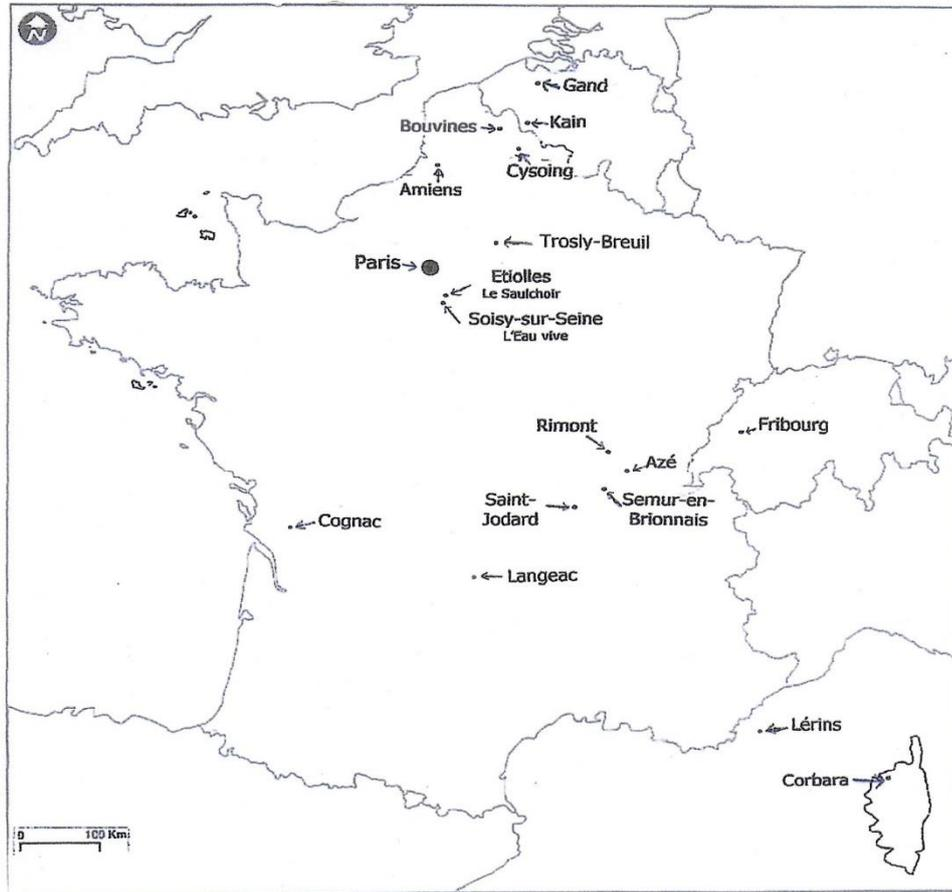 N
Gand
Kain
Bouvines
Cysoing
Amiens
Trosly-Breuil
Paris
Etiolles
Le Saulchoir
Soisy-sur-Seine
L'Eau vive
Rimont
Fribourg
Azé
Saint-
Jodard
Semur-en-
Brionnais
Cognac
Langeac
Lérins
Corbara
0 100 Km